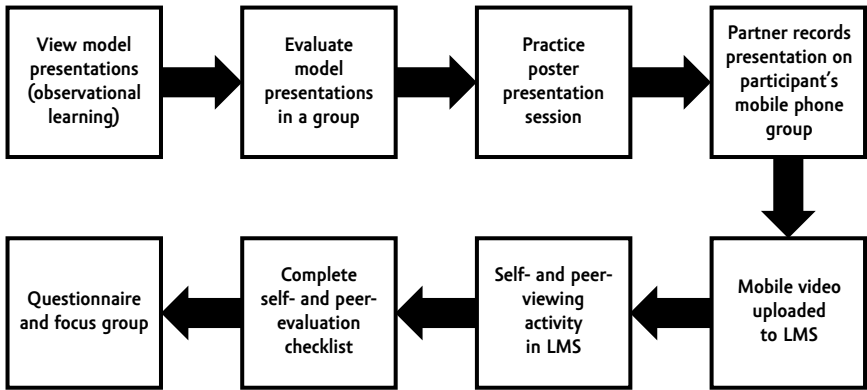 View model
presentations
(observational
learning)
Evaluate
model
presentations
in a group
Practice
poster
presentation
session
Partner records
presentation on
participant's
mobile phone
group
Mobile video
uploaded
to LMS
Self- and peer-
viewing
activity
in LMS
Complete
self- and peer-
evaluation
checklist
Questionnaire
and focus group